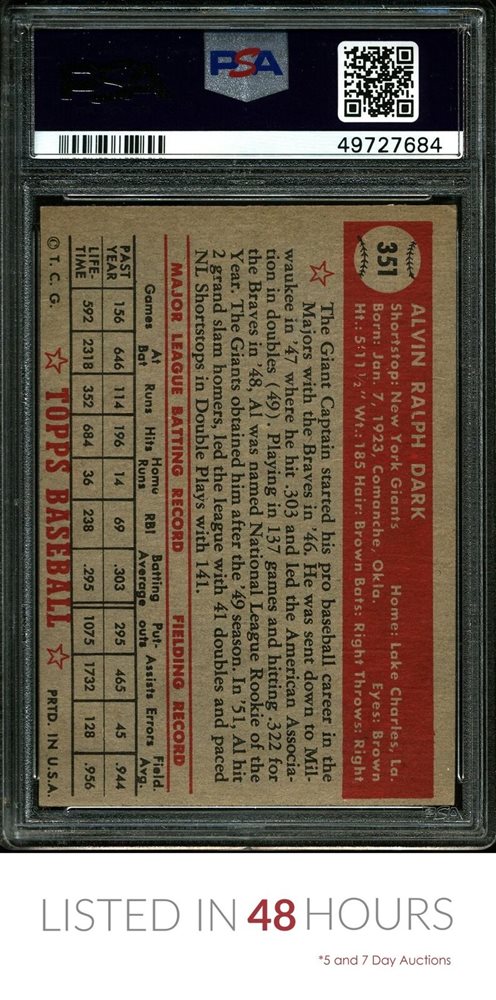 PSA
49727684
351
ALVIN RALPH DARK
Shortstop: New York Giants Home: Lake Charles, La.
Born: Jan. 7, 1923, Comanche, Okla. Eyes: Brown
Ht.: 5'11½" Wt.: 185 Hair: Brown Bats: Right Throws: Right
The Giant Captain started his pro baseball career in the
Majors with the Braves in '46. He was sent down to Mil-
waukee in '47 where he hit .303 and led the American Associa-
tion in doubles (49). Playing in 137 games and hitting .322 for
the Braves in '48, Al was named National League Rookie of the
Year. The Giants obtained him after the '49 season. In '51, Al hit
2 grand slam homers, led the league with 41 doubles and paced
NL Shortstops in Double Plays with 141.
MAJOR LEAGUE BATTING RECORD FIELDING RECORD
Games At Bat Runs Hits Home Runs RBI Batting Average Put-outs Assists Errors Field. Avg.
PAST YEAR 156 646 114 196 14 69 .303 295 465 45 .944
LIFE-TIME 592 2318 352 684 36 238 .295 1075 1732 128 .956
© T. C. G. TOPPS BASEBALL PRTD. IN U.S.A.
PSA
LISTED IN 48 HOURS
*5 and 7 Day Auctions